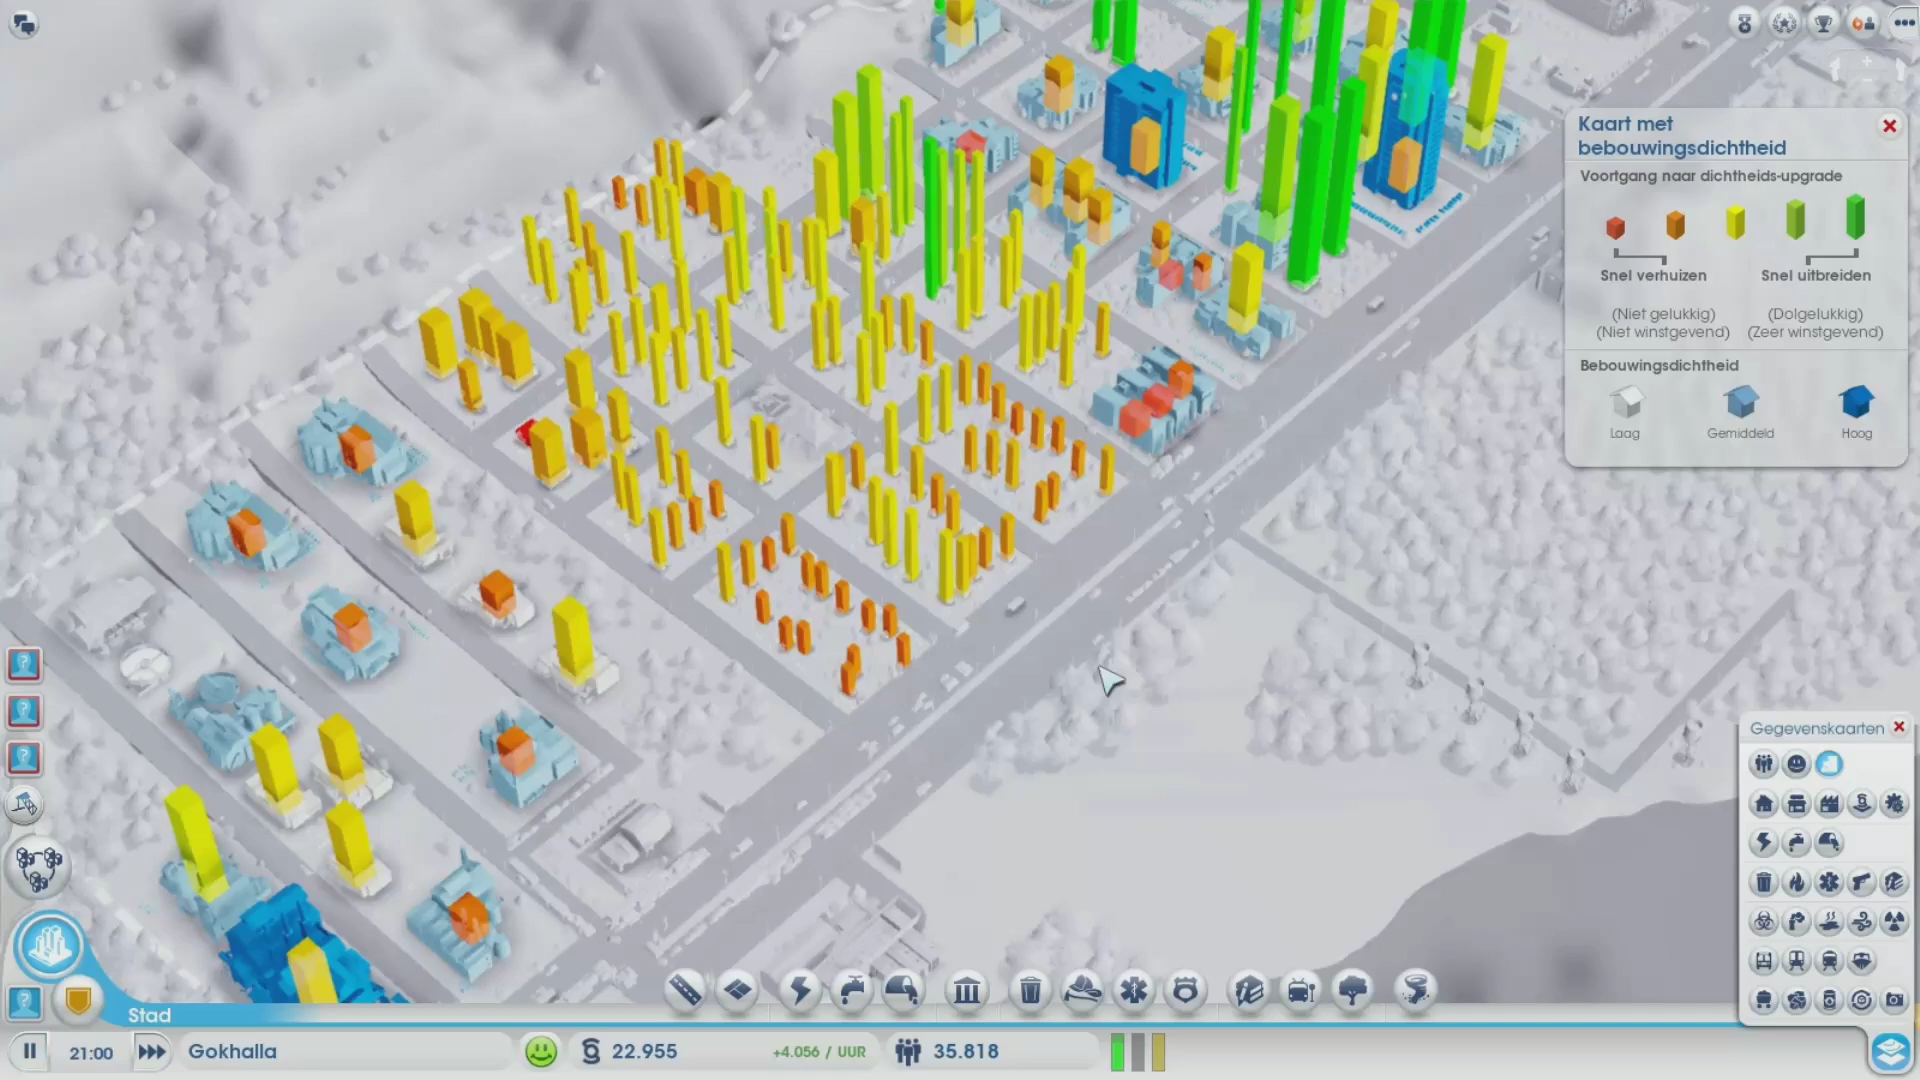 Kaart met
bebouwingsdichtheid
Voortgang naar dichtheids-upgrade
Snel verhuizen
Snel uitbreiden
(Niet gelukkig)
(Dolgelukkig)
(Niet winstgevend)
(Zeer winstgevend)
Bebouwingsdichtheid
Laag
Gemiddeld
Hoog
Gegevenskaarten
Stad
21:00
Gokhalla
22.955
+4.056 / UUR
35.818